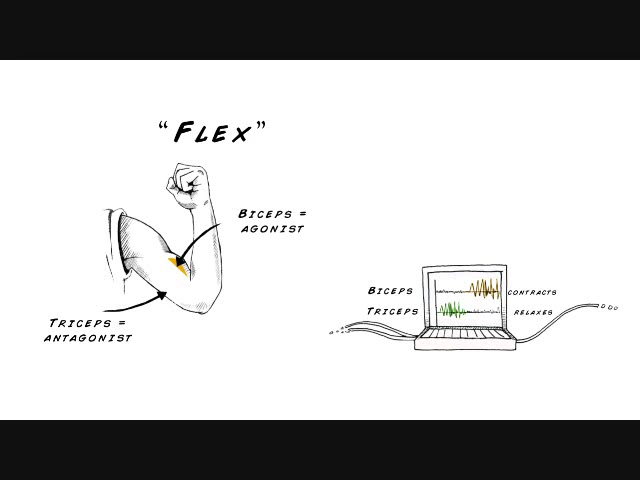 “FLEX”
BICEPS =
AGONIST
TRICEPS =
ANTAGONIST
BICEPS CONTRACTS
TRICEPS RELAXES